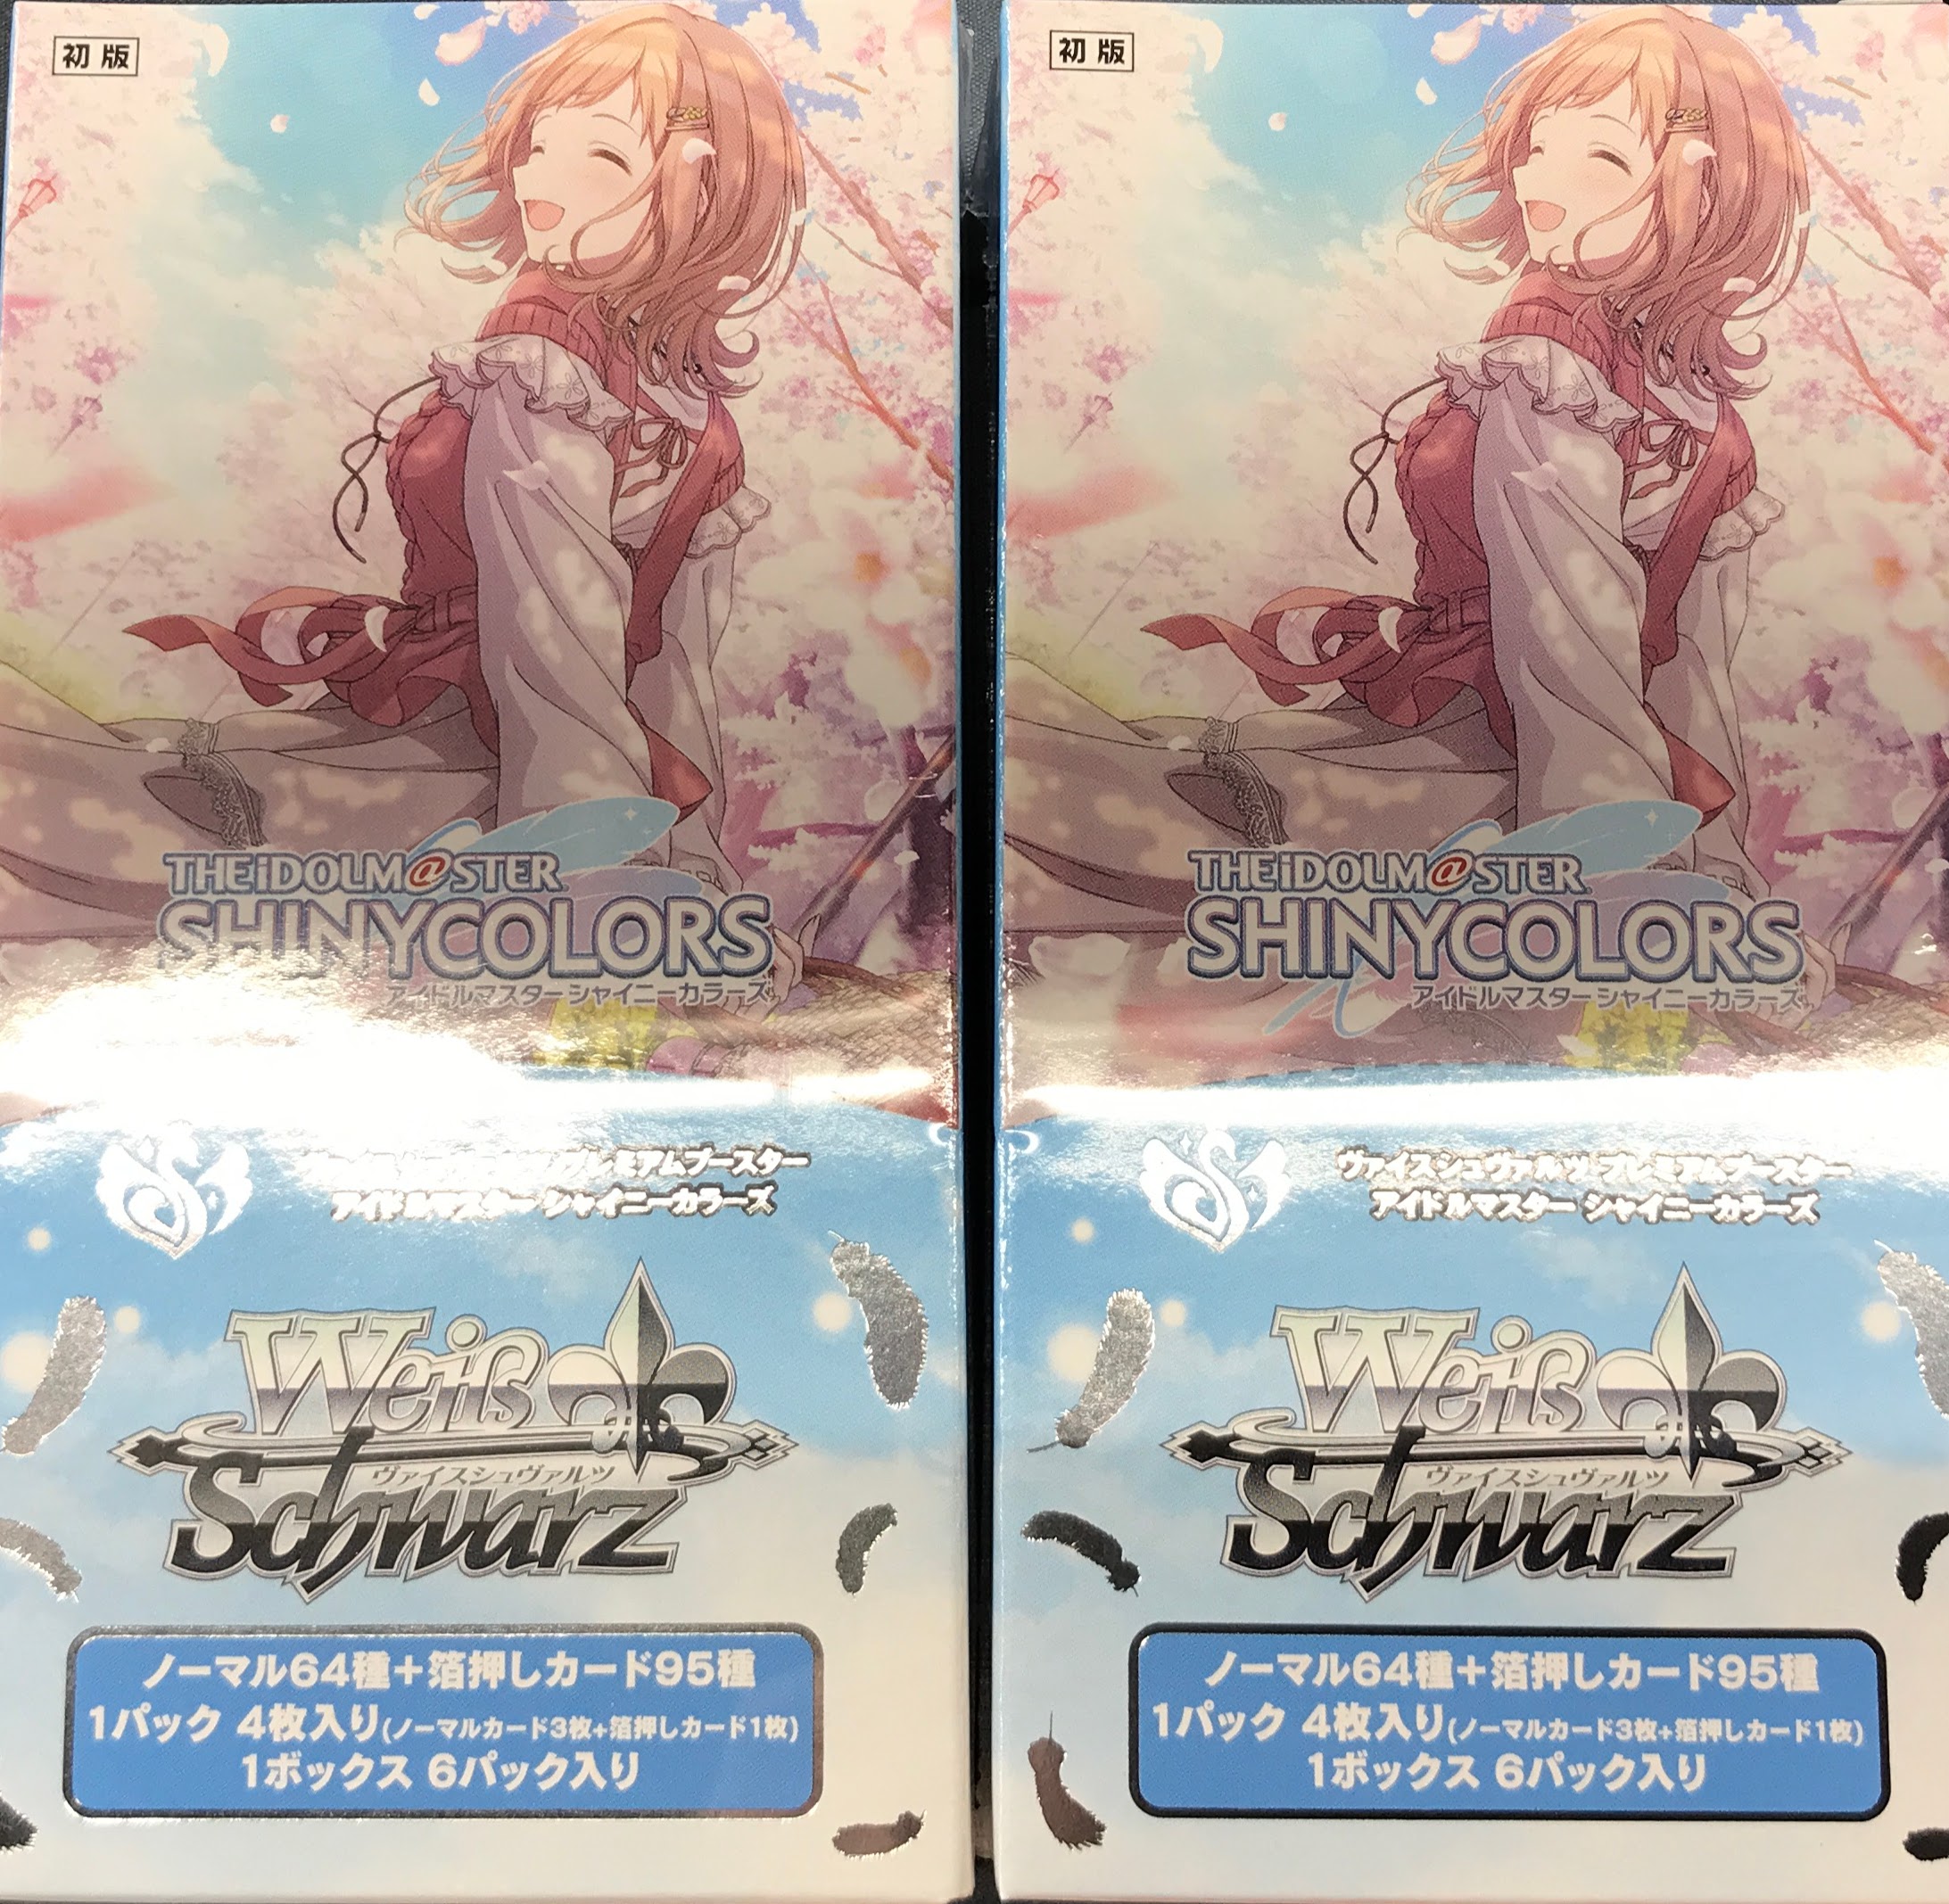 初版
THE iDOLM@STER
SHINYCOLORS
アイドルマスター シャイニーカラーズ
プレミアムブースター
アイドルマスター シャイニーカラーズ
Weiß
ヴァイスシュヴァルツ
Schwarz
ノーマル64種+箔押しカード95種
1パック 4枚入り(ノーマルカード3枚+箔押しカード1枚)
1ボックス 6パック入り
初版
THE iDOLM@STER
SHINYCOLORS
アイドルマスター シャイニーカラーズ
ヴァイスシュヴァルツ プレミアムブースター
アイドルマスター シャイニーカラーズ
Weiß
ヴァイスシュヴァルツ
Schwarz
ノーマル64種+箔押しカード95種
1パック 4枚入り(ノーマルカード3枚+箔押しカード1枚)
1ボックス 6パック入り